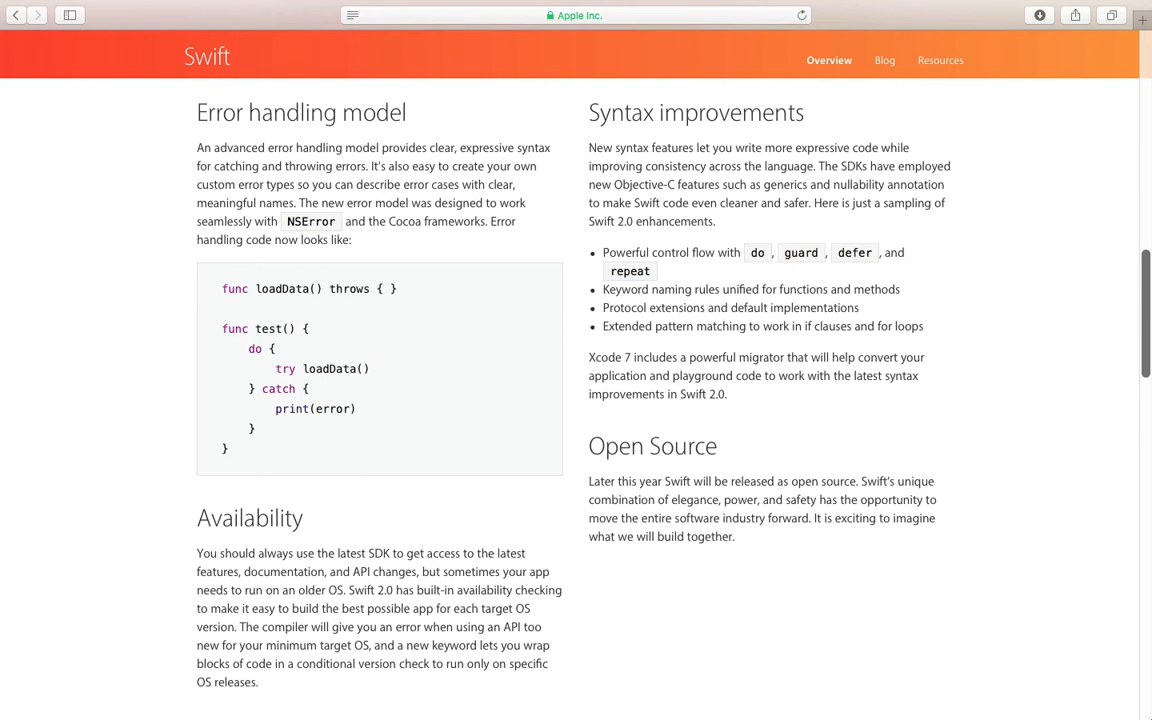 Apple Inc.
Swift
Overview
Blog
Resources
Error handling model
An advanced error handling model provides clear, expressive syntax
for catching and throwing errors. It's also easy to create your own
custom error types so you can describe error cases with clear,
meaningful names. The new error model was designed to work
seamlessly with NSError and the Cocoa frameworks. Error
handling code now looks like:
func loadData() throws { }
func test() {
do {
try loadData()
} catch {
print(error)
}
}
Availability
You should always use the latest SDK to get access to the latest
features, documentation, and API changes, but sometimes your app
needs to run on an older OS. Swift 2.0 has built-in availability checking
to make it easy to build the best possible app for each target OS
version. The compiler will give you an error when using an API too
new for your minimum target OS, and a new keyword lets you wrap
blocks of code in a conditional version check to run only on specific
OS releases.
Syntax improvements
New syntax features let you write more expressive code while
improving consistency across the language. The SDKs have employed
new Objective-C features such as generics and nullability annotation
to make Swift code even cleaner and safer. Here is just a sampling of
Swift 2.0 enhancements.
• Powerful control flow with do, guard, defer, and
repeat
• Keyword naming rules unified for functions and methods
• Protocol extensions and default implementations
• Extended pattern matching to work in if clauses and for loops
Xcode 7 includes a powerful migrator that will help convert your
application and playground code to work with the latest syntax
improvements in Swift 2.0.
Open Source
Later this year Swift will be released as open source. Swift's unique
combination of elegance, power, and safety has the opportunity to
move the entire software industry forward. It is exciting to imagine
what we will build together.